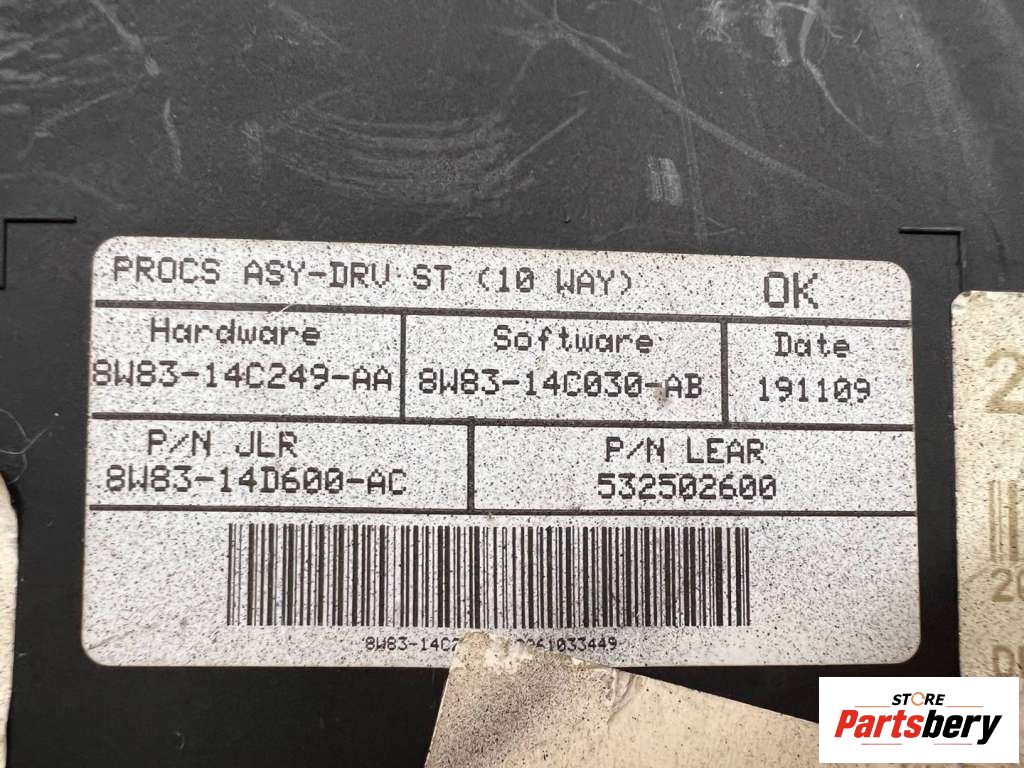 PROCS ASY-DRV ST (10 WAY) OK
Hardware Software Date
8W83-14C249-AA 8W83-14C030-AB 191109
P/N JLR P/N LEAR
8W83-14D600-AC 532502600
STORE
Partsbery